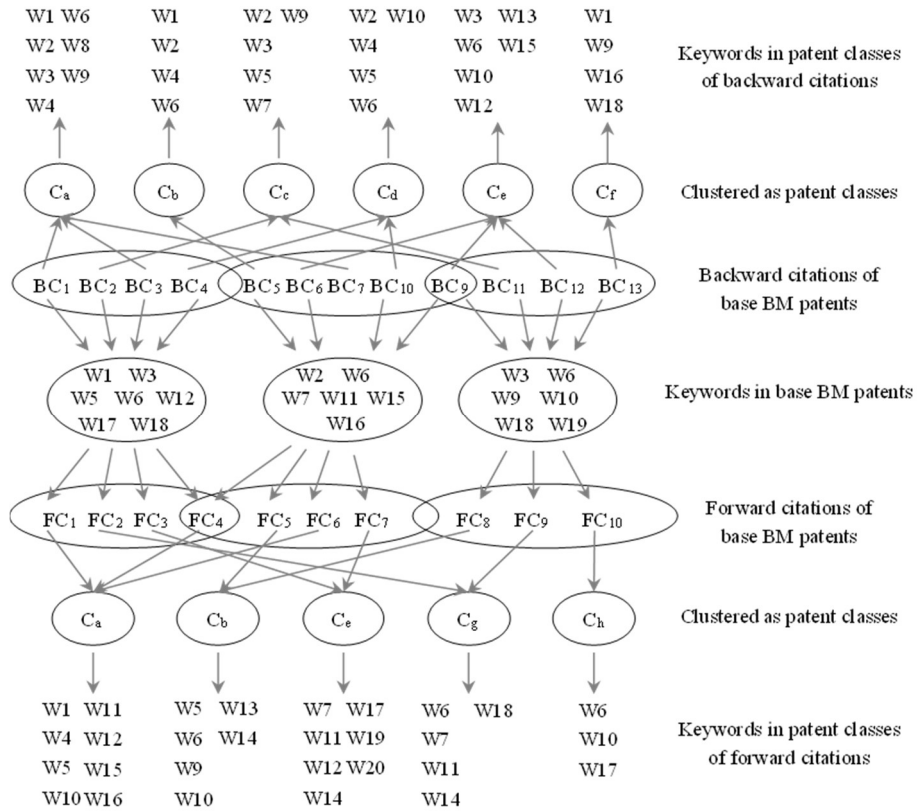 W1 W6 W1 W2 W9 W2 W10 W3 W13 W1
W2 W8 W2 W3 W4 W6 W15 W9
W3 W9 W4 W5 W5 W10 W16
W4 W6 W7 W6 W12 W18
Keywords in patent classes
of backward citations
Ca Cb Cc Cd Ce Cf
Clustered as patent classes
BC1 BC2 BC3 BC4 BC5 BC6 BC7 BC10 BC9 BC11 BC12 BC13
Backward citations of
base BM patents
W1 W3
W5 W6 W12
W17 W18
W2 W6
W7 W11 W15
W16
W3 W6
W9 W10
W18 W19
Keywords in base BM patents
FC1 FC2 FC3 FC4 FC5 FC6 FC7 FC8 FC9 FC10
Forward citations of
base BM patents
Ca Cb Ce Cg Ch
Clustered as patent classes
W1 W11 W5 W13 W7 W17 W6 W18 W6
W4 W12 W6 W14 W11 W19 W7 W10
W5 W15 W9 W12 W20 W11 W17
W10 W16 W10 W14 W14
Keywords in patent classes
of forward citations